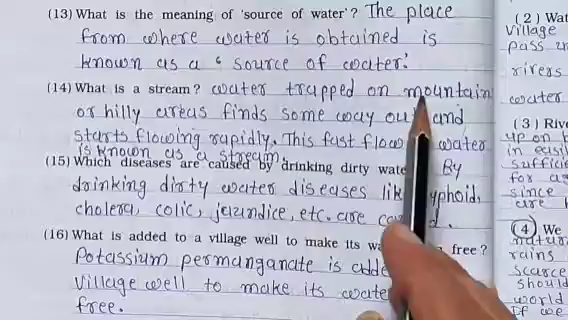 (13) What is the meaning of 'source of water'? The place
from where water is obtained is
known as a ' source of water.'
(14) What is a stream? water trapped on mountain
or hilly areas finds some way out and
starts flowing rapidly. This fast flow water
is known as a stream.
(15) Which diseases are caused by drinking dirty wate By
drinking dirty water diseases lik yphoid,
cholera, colic, jaundice, etc. are ca d.
(16) What is added to a village well to make its wa free?
Potassium permanganate is adde
village well to make its wate
free.
(2) Wat
village
pass
rivers
water
(3) Rive
up on
in easil
suffici
for a
since
are
(4) We
natur
rains
scarce
should
world
If we